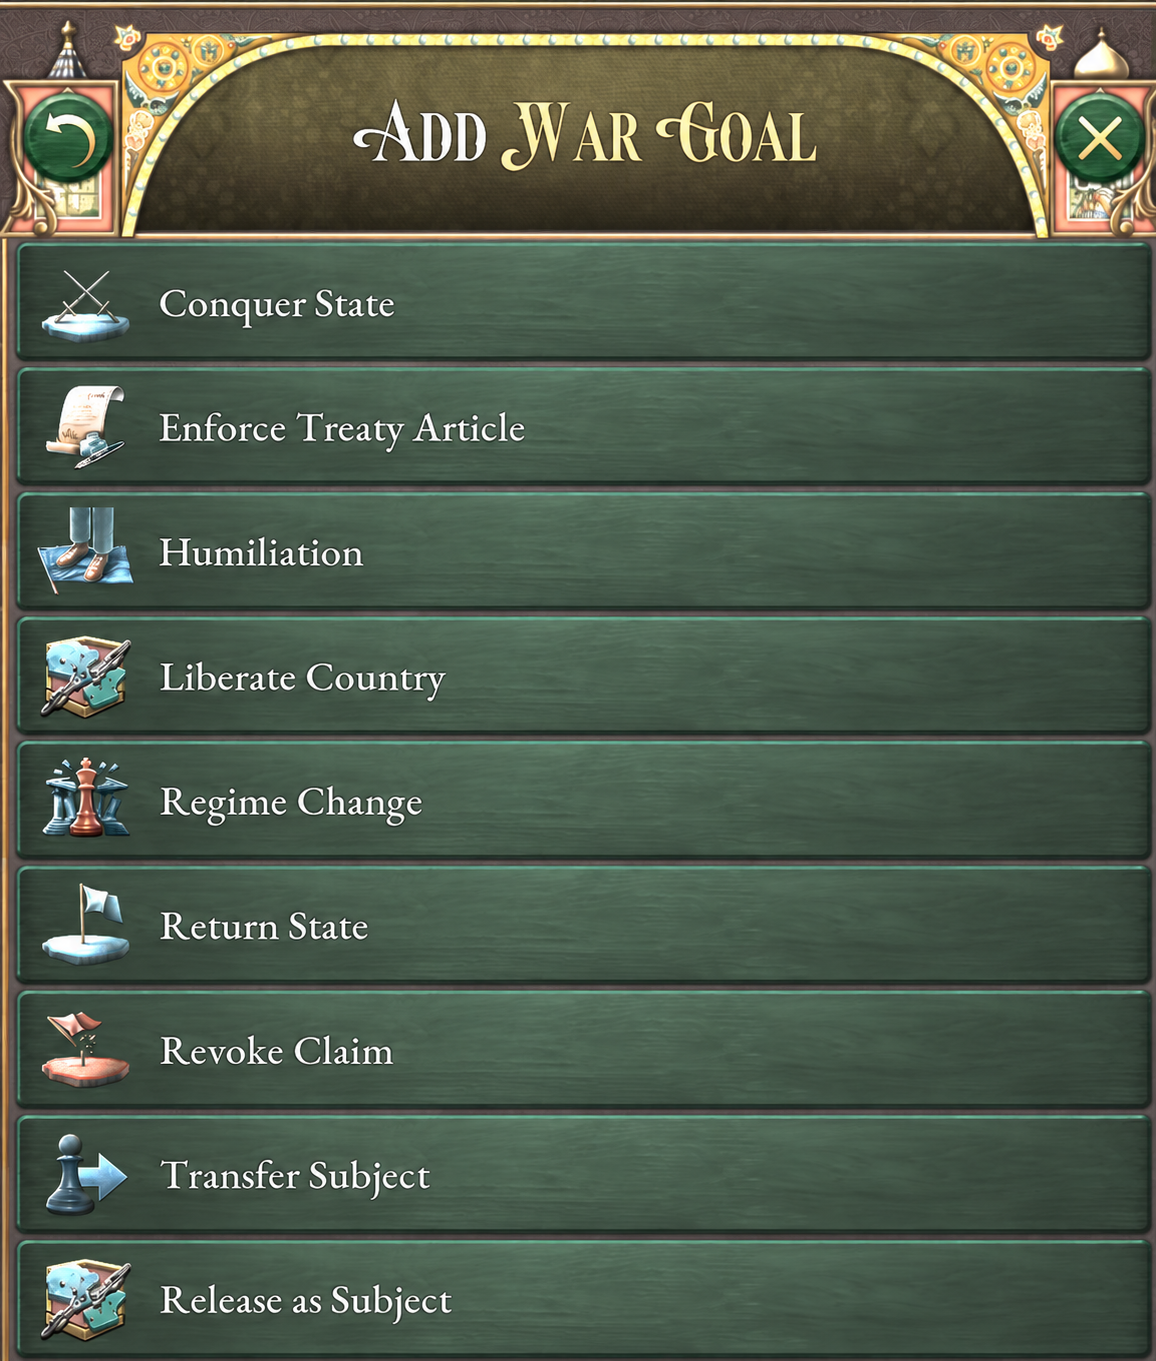 Add War Goal
Conquer State
Enforce Treaty Article
Humiliation
Liberate Country
Regime Change
Return State
Revoke Claim
Transfer Subject
Release as Subject